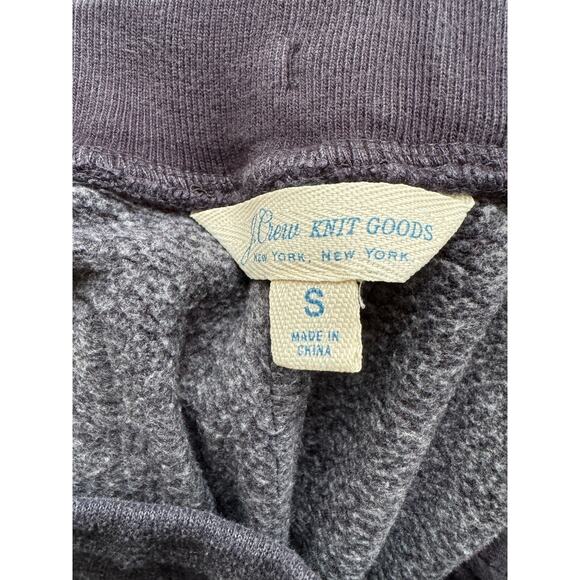 J.Crew KNIT GOODS
NEW YORK, NEW YORK
S
MADE IN
CHINA